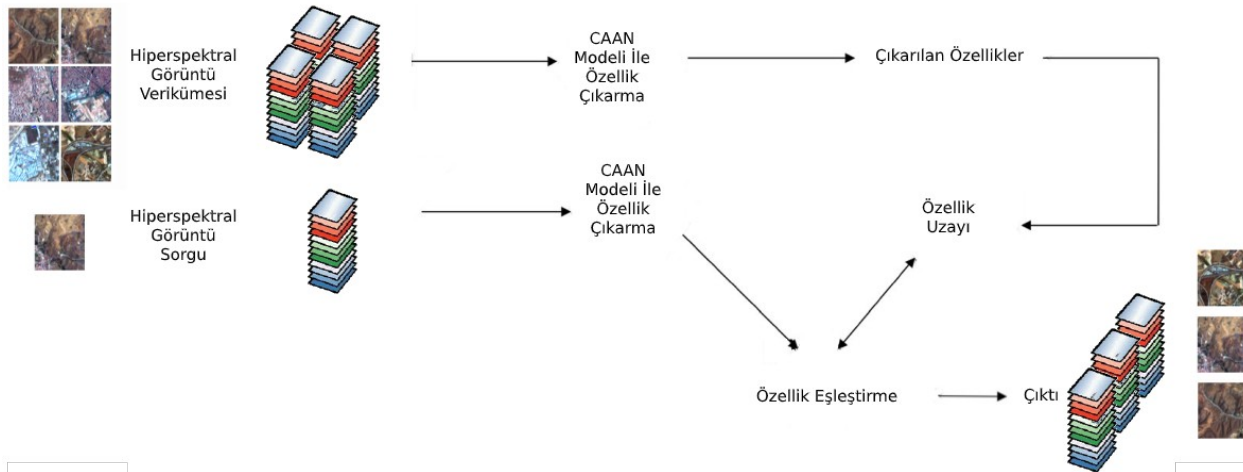 Hiperspektral
Görüntü
Verikümesi
CAAN
Modeli İle
Özellik
Çıkarma
Çıkarılan Özellikler
Hiperspektral
Görüntü
Sorgu
CAAN
Modeli İle
Özellik
Çıkarma
Özellik
Uzayı
Özellik Eşleştirme
Çıktı